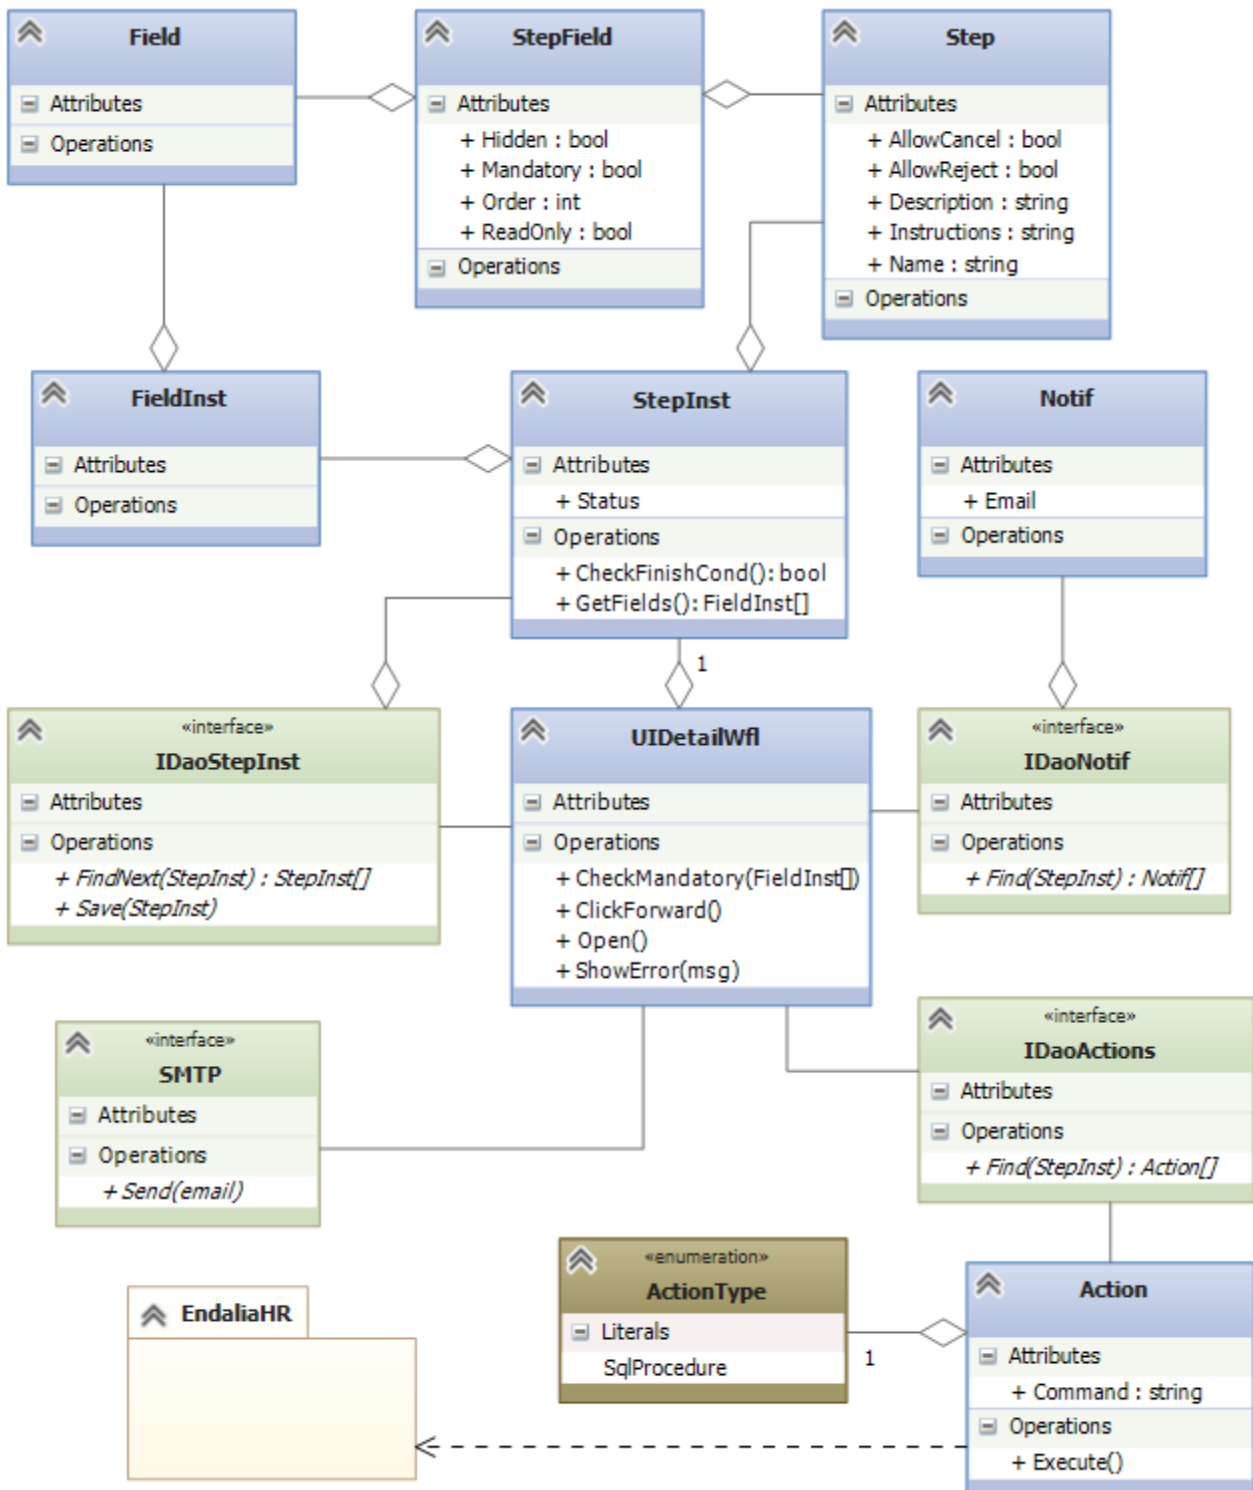 Field
Attributes
Operations
StepField
Attributes
+ Hidden : bool
+ Mandatory : bool
+ Order : int
+ ReadOnly : bool
Operations
Step
Attributes
+ AllowCancel : bool
+ AllowReject : bool
+ Description : string
+ Instructions : string
+ Name : string
Operations
FieldInst
Attributes
Operations
StepInst
Attributes
+ Status
Operations
+ CheckFinishCond(): bool
+ GetFields(): FieldInst[]
Notif
Attributes
+ Email
Operations
1
«interface»
IDaoStepInst
Attributes
Operations
+ FindNext(StepInst) : StepInst[]
+ Save(StepInst)
UIDetailWfl
Attributes
Operations
+ CheckMandatory(FieldInst[])
+ ClickForward()
+ Open()
+ ShowError(msg)
«interface»
IDaoNotif
Attributes
Operations
+ Find(StepInst) : Notif[]
«interface»
SMTP
Attributes
Operations
+ Send(email)
«interface»
IDaoActions
Attributes
Operations
+ Find(StepInst) : Action[]
EndaliaHR
«enumeration»
ActionType
Literals
SqlProcedure
1
Action
Attributes
+ Command : string
Operations
+ Execute()